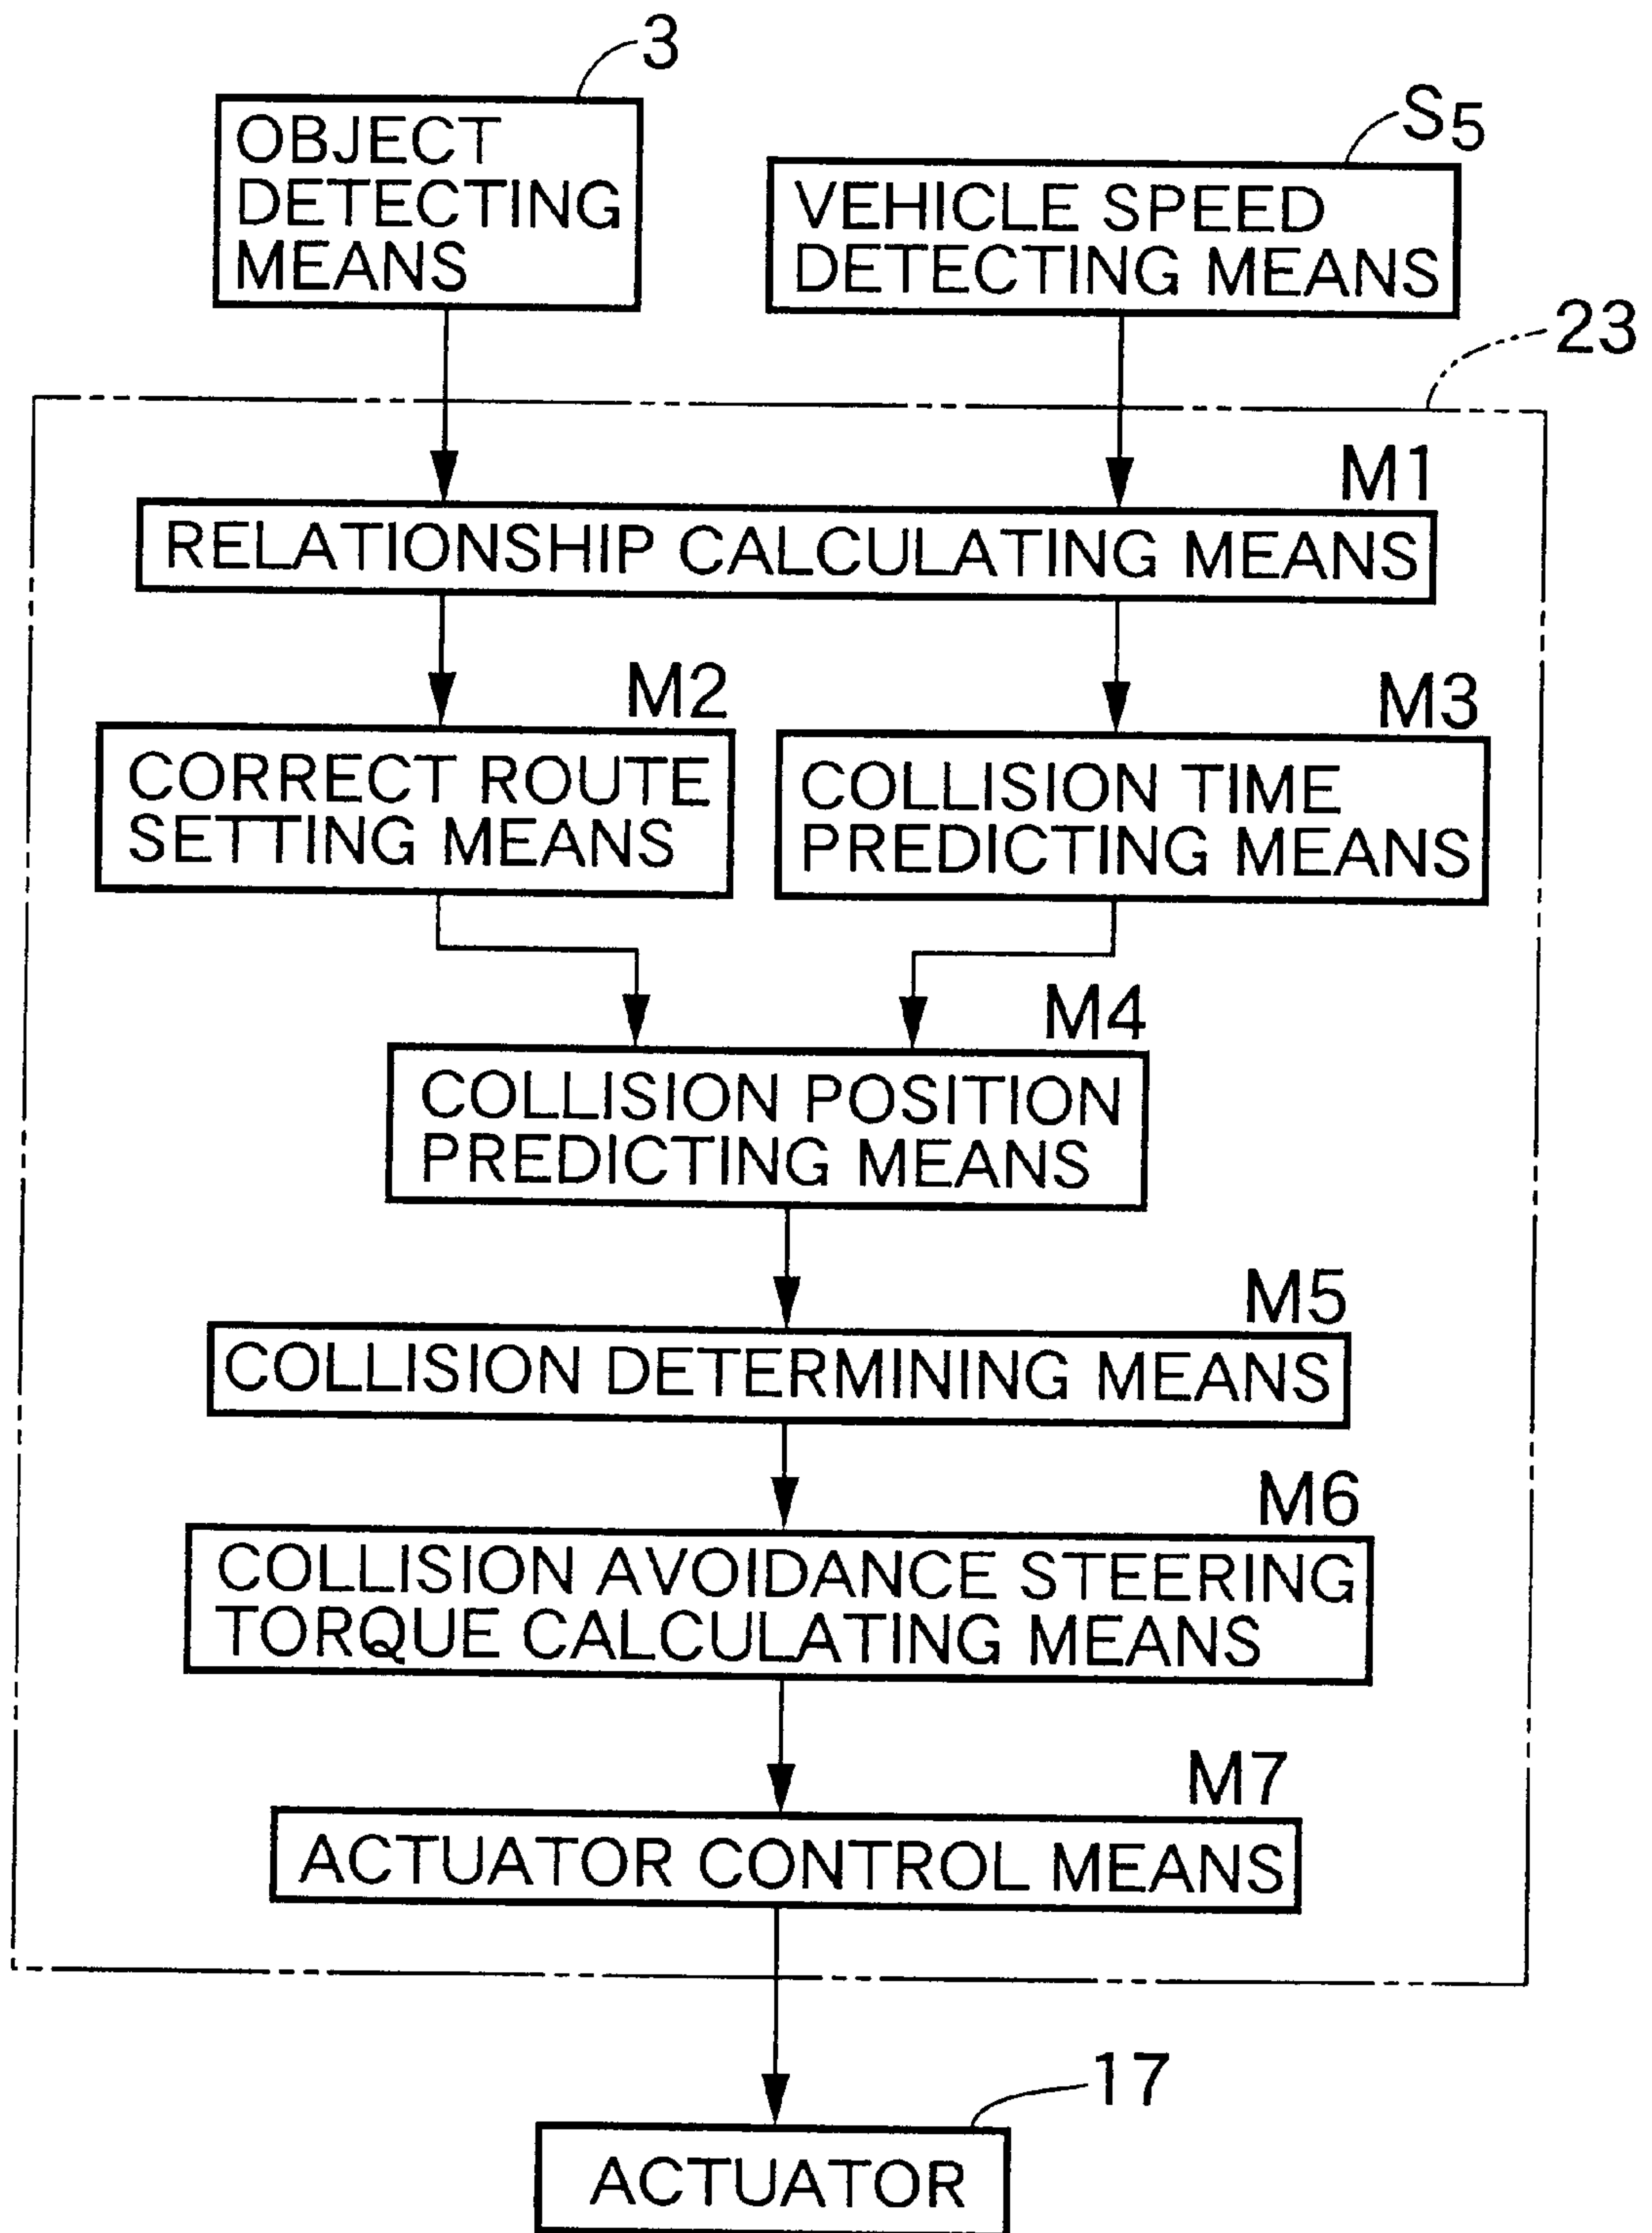 3
OBJECT
DETECTING
MEANS
S5
VEHICLE SPEED
DETECTING MEANS
23
M1
RELATIONSHIP CALCULATING MEANS
M2
CORRECT ROUTE
SETTING MEANS
M3
COLLISION TIME
PREDICTING MEANS
M4
COLLISION POSITION
PREDICTING MEANS
M5
COLLISION DETERMINING MEANS
M6
COLLISION AVOIDANCE STEERING
TORQUE CALCULATING MEANS
M7
ACTUATOR CONTROL MEANS
17
ACTUATOR